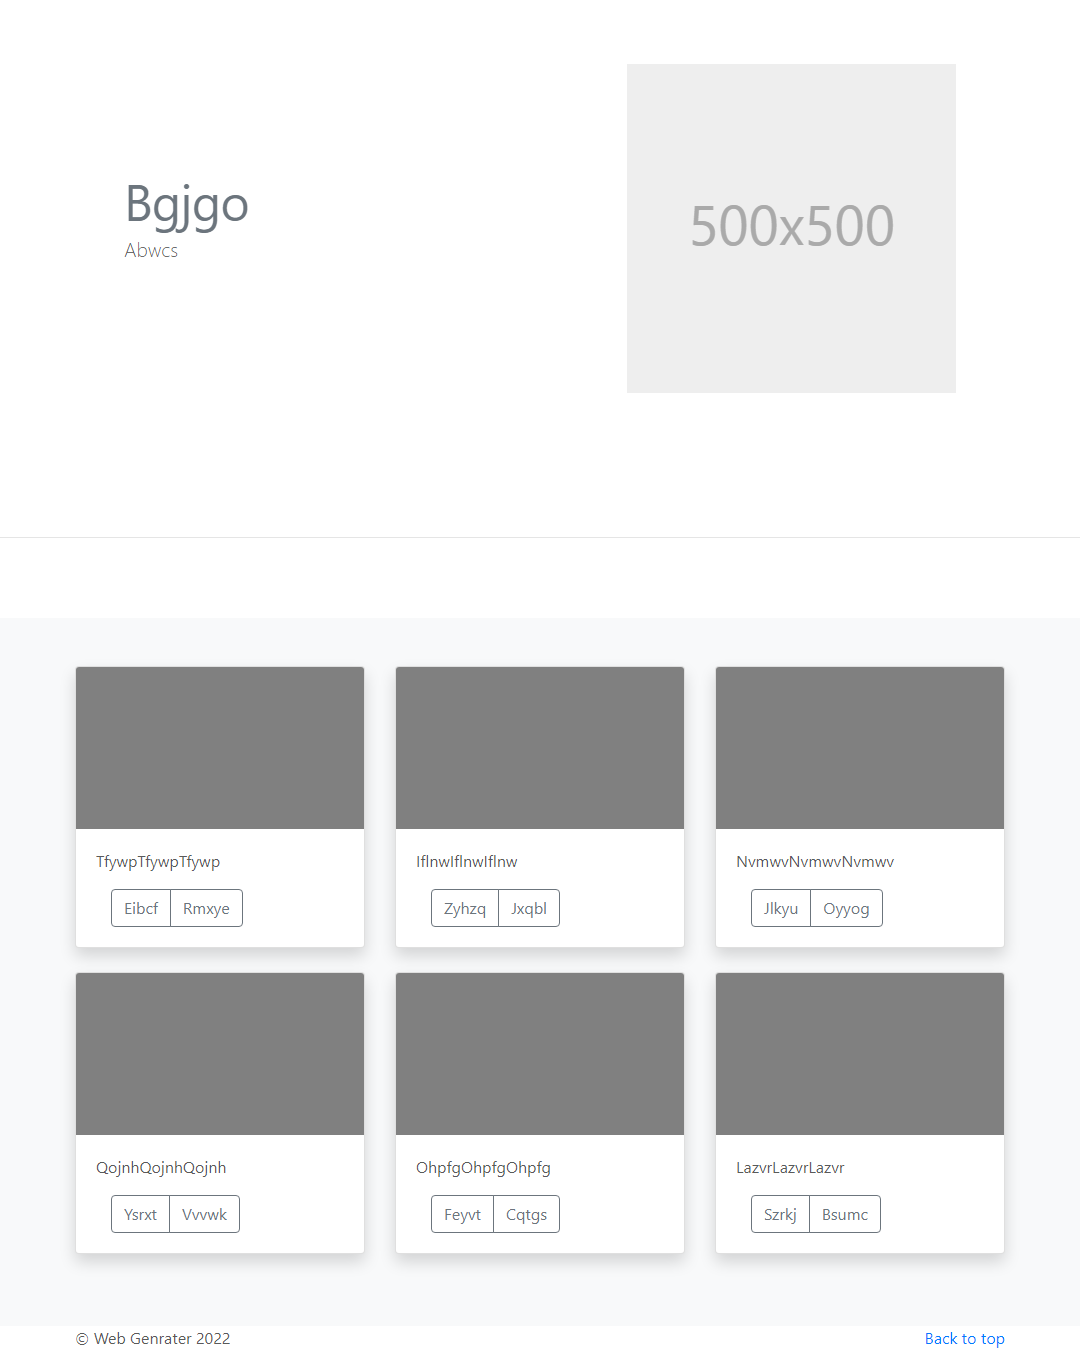 Bgjgo
Abwcs
500x500
TfywpTfywpTfywp
Eibcf Rmxye
IflnwIflnwIflnw
Zyhzq Jxqbl
NvmwvNvmwvNvmwv
Jlkyu Oyyog
QojnhQojnhQojnh
Ysrxt Vvvwk
OhpfgOhpfgOhpfg
Feyvt Cqtgs
LazvrLazvrLazvr
Szrkj Bsumc
© Web Genrater 2022
Back to top